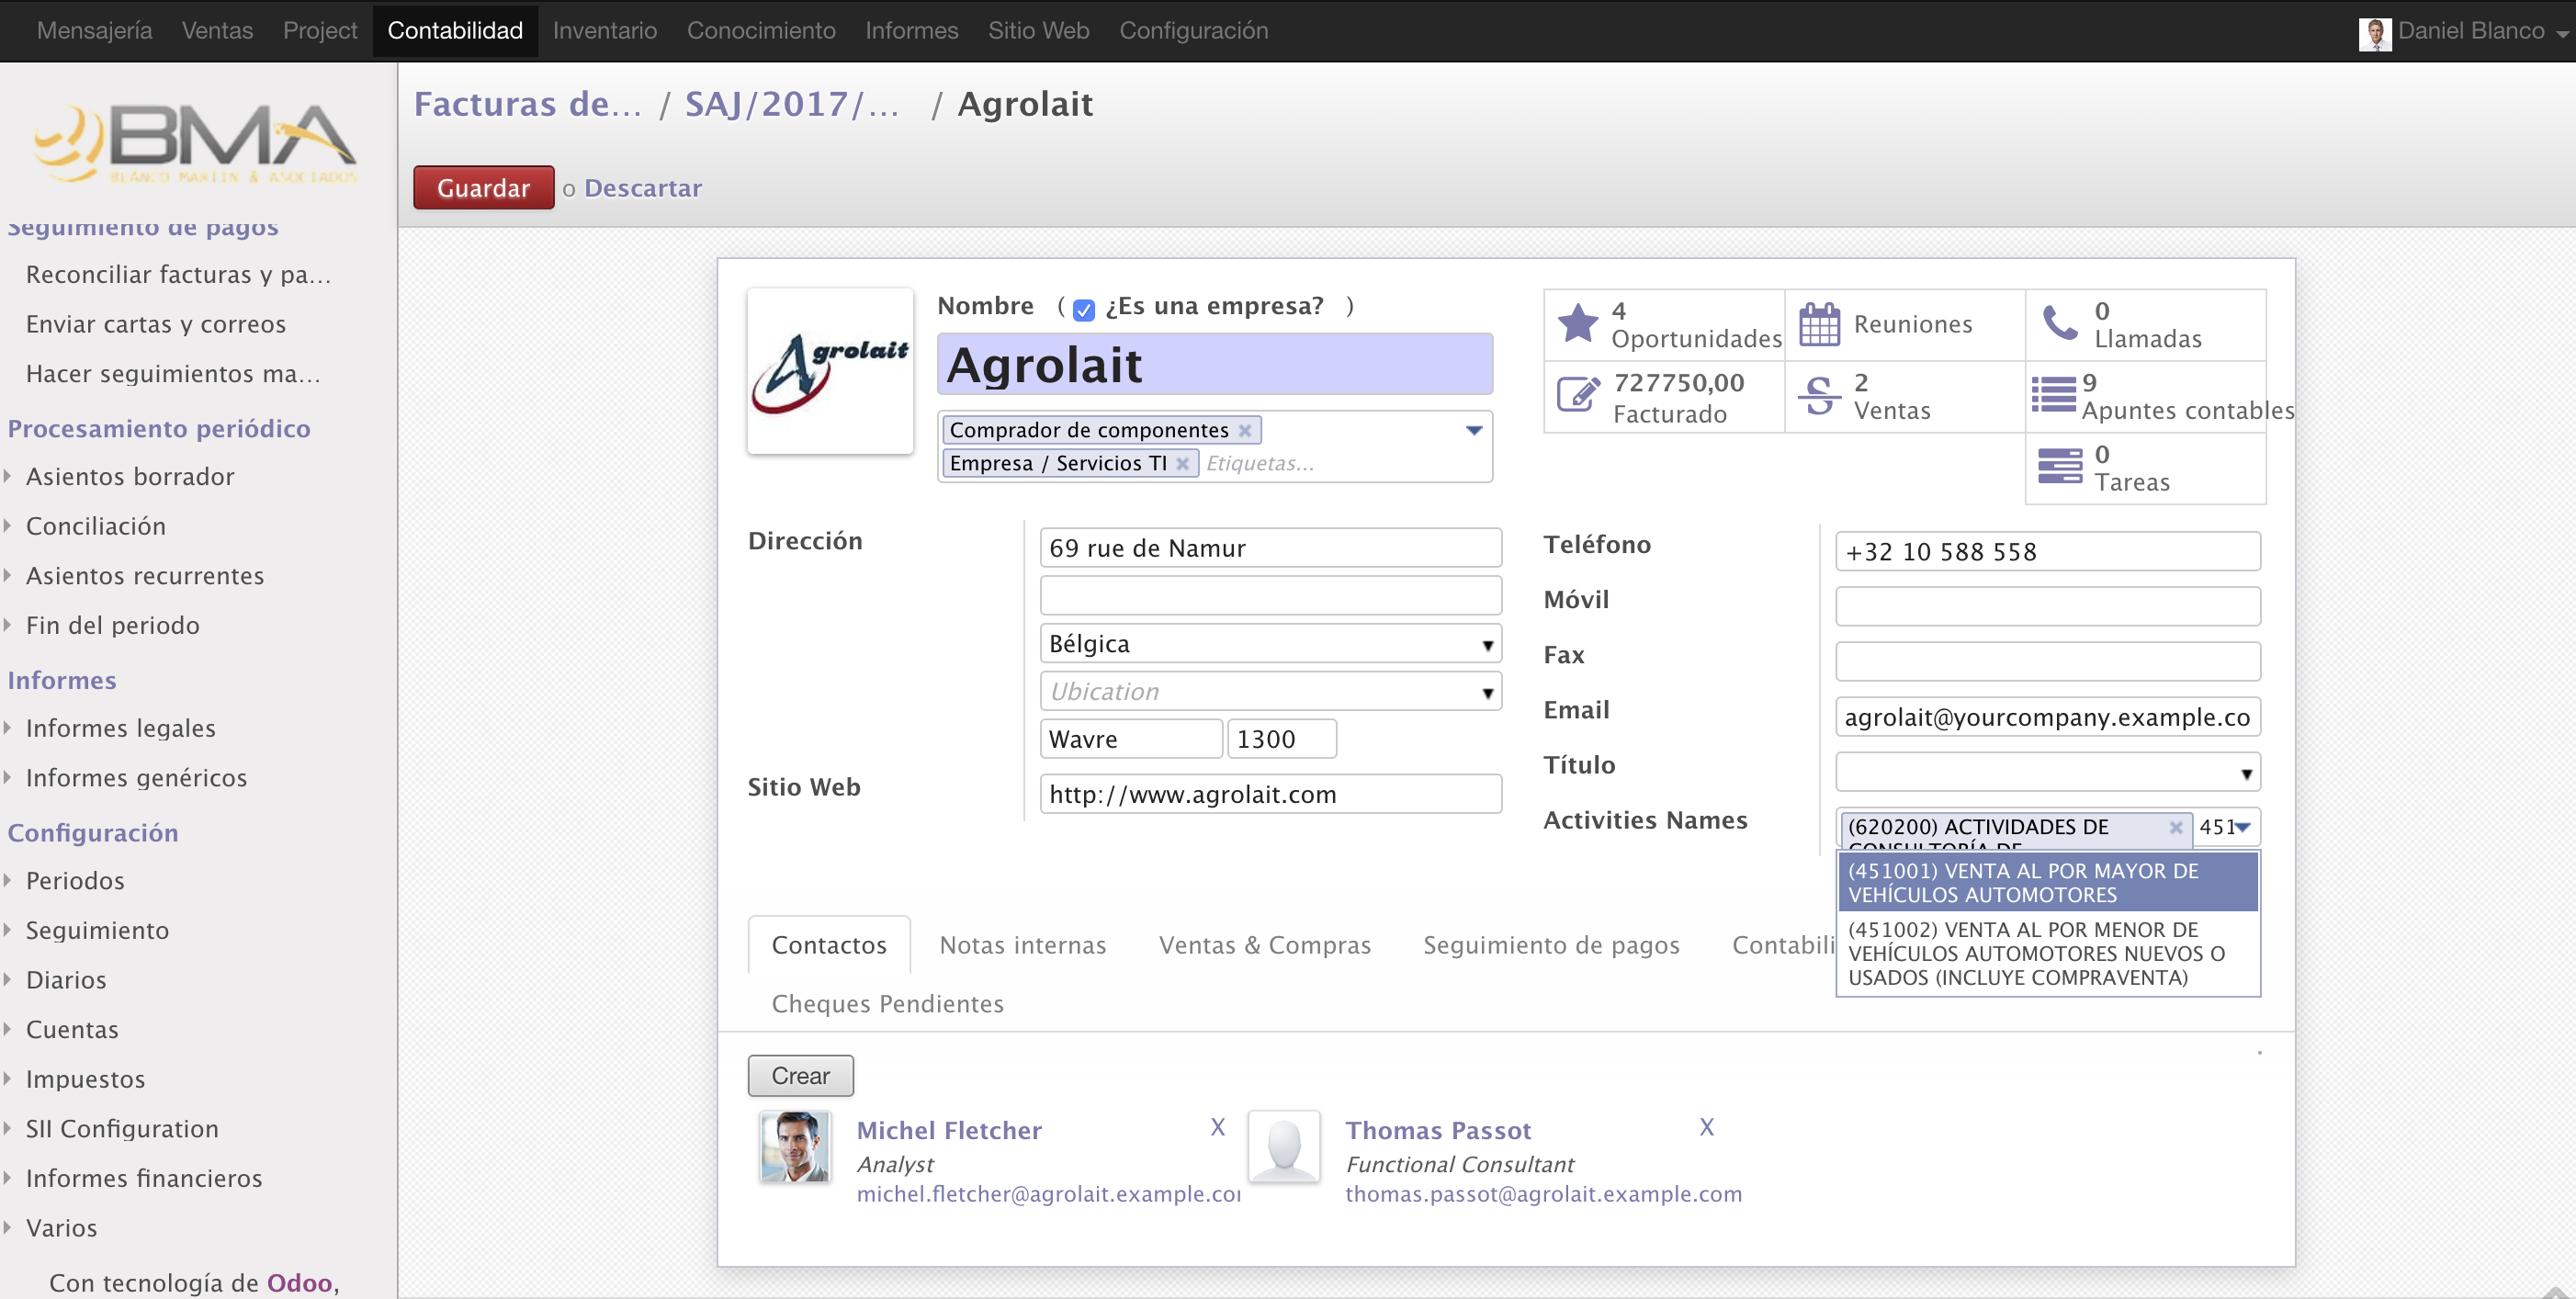 Mensajería Ventas Project Contabilidad Inventario Conocimiento Informes Sitio Web Configuración Daniel Blanco
BMA
BLANCO MARTIN & ASOCIADOS
Facturas de... / SAJ/2017/... / Agrolait
Guardar o Descartar
Seguimiento de pagos
Reconciliar facturas y pa...
Enviar cartas y correos
Hacer seguimientos ma...
Procesamiento periódico
Asientos borrador
Conciliación
Asientos recurrentes
Fin del periodo
Informes
Informes legales
Informes genéricos
Configuración
Periodos
Seguimiento
Diarios
Cuentas
Impuestos
SII Configuration
Informes financieros
Varios
Con tecnología de Odoo,
Agrolait
Nombre ( ¿Es una empresa? )
Agrolait
Comprador de componentes x
Empresa / Servicios TI x Etiquetas...
4
Oportunidades
Reuniones
0
Llamadas
727750,00
Facturado
2
Ventas
9
Apuntes contables
0
Tareas
Dirección
69 rue de Namur
Bélgica
Ubication
Wavre 1300
Sitio Web http://www.agrolait.com
Teléfono +32 10 588 558
Móvil
Fax
Email agrolait@yourcompany.example.co
Título
Activities Names (620200) ACTIVIDADES DE x 451
CONSULTORÍA DE
(451001) VENTA AL POR MAYOR DE
VEHÍCULOS AUTOMOTORES
(451002) VENTA AL POR MENOR DE
VEHÍCULOS AUTOMOTORES NUEVOS O
USADOS (INCLUYE COMPRAVENTA)
Contactos Notas internas Ventas & Compras Seguimiento de pagos Contabili
Cheques Pendientes
Crear
Michel Fletcher X
Analyst
michel.fletcher@agrolait.example.co
Thomas Passot X
Functional Consultant
thomas.passot@agrolait.example.com